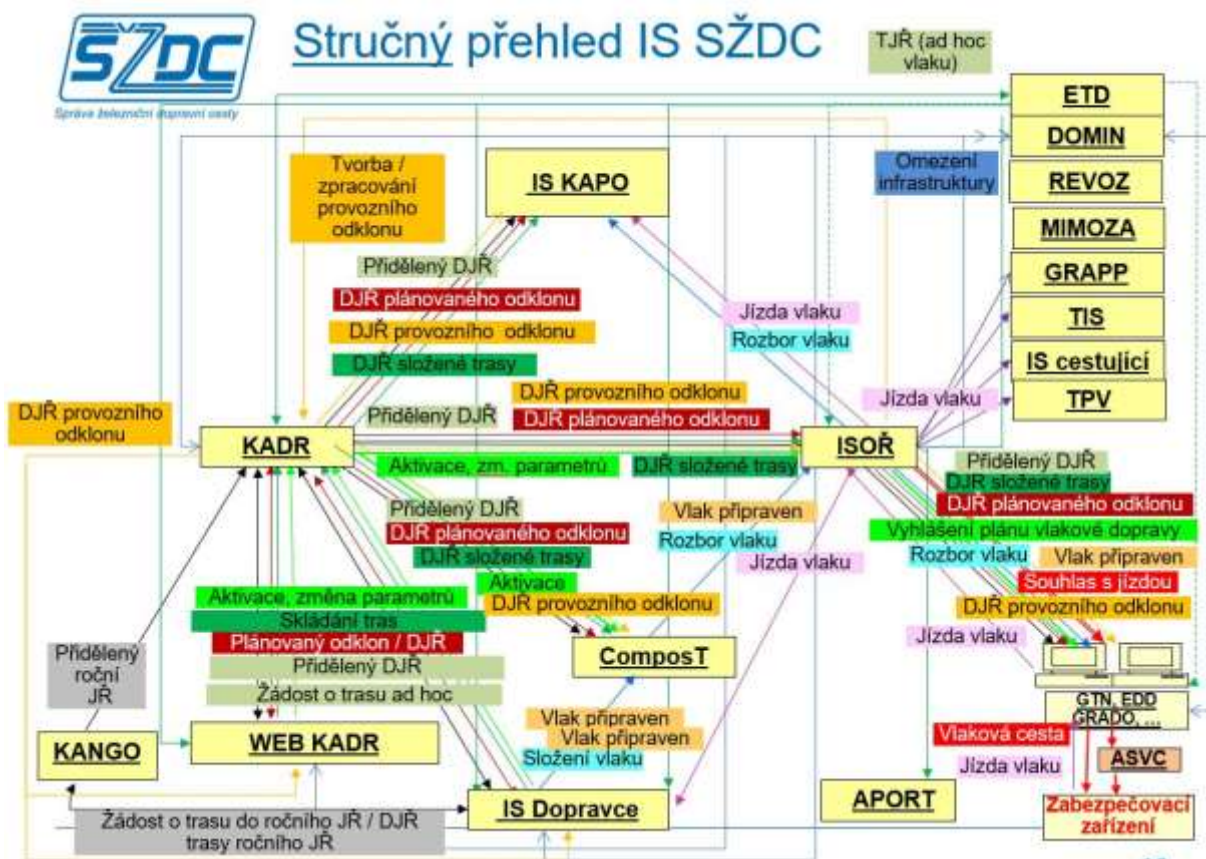 SŽDC
Správa železniční dopravní cesty
Stručný přehled IS SŽDC
TJŘ (ad hoc
vlaku)
ETD
DOMIN
REVOZ
MIMOZA
GRAPP
TIS
IS cestující
TPV
Omezení
infrastruktury
Tvorba /
zpracování
provozního
odklonu
IS KAPO
Přidělený DJŘ
DJŘ plánovaného odklonu
DJŘ provozního odklonu
DJŘ složené trasy
Jízda vlaku
Rozbor vlaku
Jízda vlaku
DJŘ provozního
odklonu
Přidělený DJŘ
DJŘ provozního odklonu
DJŘ plánovaného odklonu
KADR
ISOŘ
Aktivace, zm. parametrů
DJŘ složené trasy
Přidělený DJŘ
DJŘ plánovaného odklonu
DJŘ složené trasy
Aktivace
DJŘ provozního odklonu
Vlak připraven
Rozbor vlaku
Jízda vlaku
Přidělený DJŘ
DJŘ složené trasy
DJŘ plánovaného odklonu
Vyhlášení plánu vlakové dopravy
Rozbor vlaku
Vlak připraven
Souhlas s jízdou
DJŘ provozního odklonu
Jízda vlaku
Aktivace, změna parametrů
Skládání tras
Plánovaný odklon / DJŘ
Přidělený DJŘ
Žádost o trasu ad hoc
Přidělený
roční
JŘ
ComposT
KANGO
WEB KADR
Vlak připraven
Vlak připraven
Složení vlaku
GTN, EDD
GRADO, ...
Vlaková cesta
ASVC
Jízda vlaku
IS Dopravce
APORT
Zabezpečovací
zařízení
Žádost o trasu do ročního JŘ / DJŘ
trasy ročního JŘ